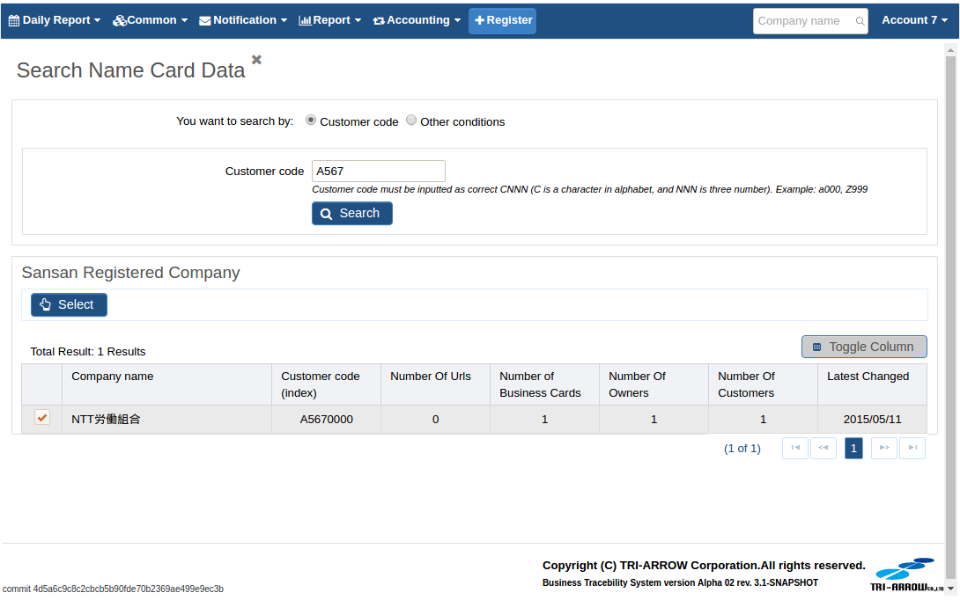 Daily Report Common Notification Report Accounting Register Company name Account 7
Search Name Card Data
You want to search by: Customer code Other conditions
Customer code A567
Customer code must be inputted as correct CNNN (C is a character in alphabet, and NNN is three number). Example: a000, Z999
Search
Sansan Registered Company
Select
Total Result: 1 Results Toggle Column
Company name Customer code Number Of Urls Number of Number Of Number Of Latest Changed
(index) Business Cards Owners Customers
NTT労働組合 A5670000 0 1 1 1 2015/05/11
(1 of 1) 1
Copyright (C) TRI-ARROW Corporation.All rights reserved.
Business Tracebility System version Alpha 02 rev. 3.1-SNAPSHOT
TRI-ARROW
commit 4d5a6c9c8c2cbcb5b90fde70b2369ae499e9ec3b